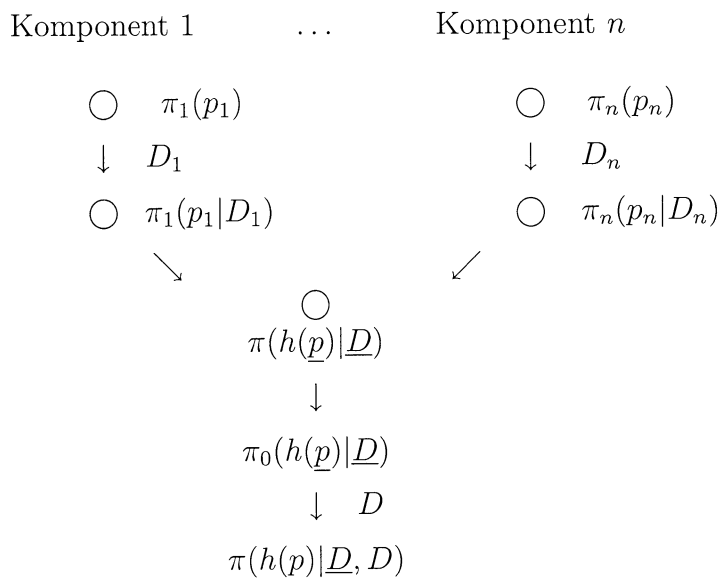 Komponent 1 ... Komponent n
π₁(p₁) πₙ(pₙ)
↓ D₁ ↓ Dₙ
π₁(p₁|D₁) πₙ(pₙ|Dₙ)
↘ ↙
π(h(p̲)|D̲)
↓
π₀(h(p̲)|D̲)
↓ D
π(h(p)|D̲, D)